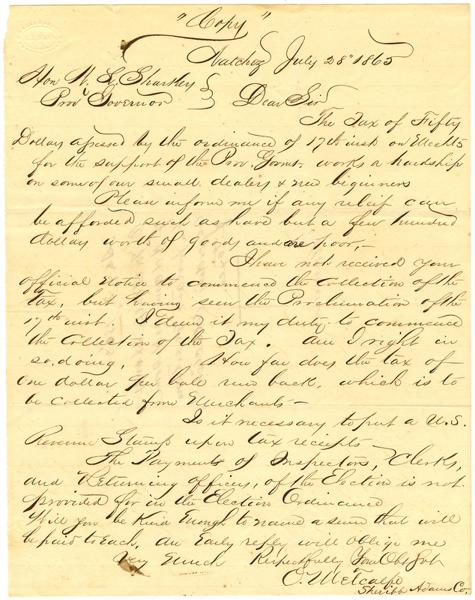 "Copy"
Natchez July 28th 1865
Hon W. L. Sharkey
Provl Governor } Dear Sir
The Tax of Fifty
Dollars assessed by the ordinance of 17th inst on Merchts
for the support of the Prov. Govmt. works a hardship
on some of our small dealers & new beginners
Please inform me if any relief can
be afforded such as have but a few hundred
dollars worth of goods and are poor,-
I have not received your
official notice to commence the collection of the
tax, but having seen the Proclamation of the
17th inst. I deem it my duty to commence
the Collection of the Tax. Am I right in
so doing. How far does the tax of
one dollar per bale run back, which is to
be collected from Merchants-
Is it necessary to put a U.S.
Revenue Stamp upon tax receipts-
The Payments of Inspectors, Clerks,
and Returning officers, of the Election is not
provided for in the Election Ordinance
Will you be kind enough to name a sum that will
be paid to each, An Early reply will oblige me
Very Much Respectfully Your Obt Svt
O. Metcalfe
Sheriff Adams Co.